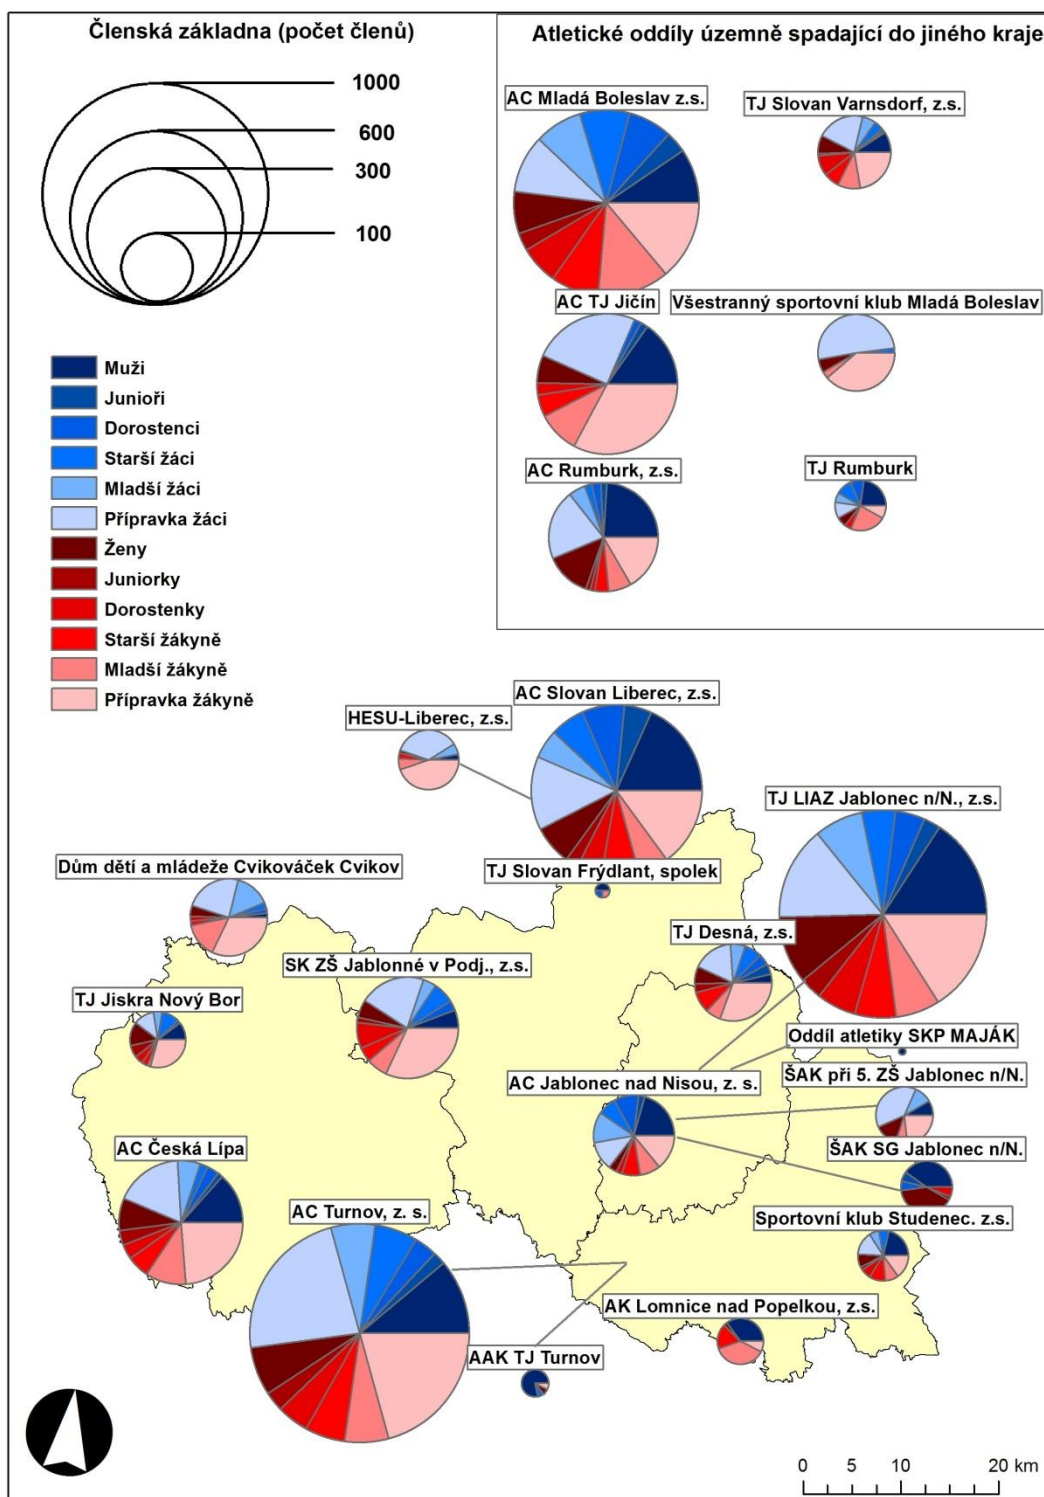 Členská základna (počet členů)
1000
600
300
100
Muži
Junioři
Dorostenci
Starší žáci
Mladší žáci
Přípravka žáci
Ženy
Juniorky
Dorostenky
Starší žákyně
Mladší žákyně
Přípravka žákyně
Atletické oddíly územně spadající do jiného kraje
AC Mladá Boleslav z.s.
TJ Slovan Varnsdorf, z.s.
AC TJ Jičín
Všestranný sportovní klub Mladá Boleslav
AC Rumburk, z.s.
TJ Rumburk
AC Slovan Liberec, z.s.
HESU-Liberec, z.s.
TJ LIAZ Jablonec n/N., z.s.
Dům dětí a mládeže Cvikováček Cvikov
TJ Slovan Frýdlant, spolek
TJ Desná, z.s.
SK ZŠ Jablonné v Podj., z.s.
TJ Jiskra Nový Bor
Oddíl atletiky SKP MAJÁK
AC Jablonec nad Nisou, z. s.
ŠAK při 5. ZŠ Jablonec n/N.
AC Česká Lípa
ŠAK SG Jablonec n/N.
AC Turnov, z. s.
Sportovní klub Studenec. z.s.
AK Lomnice nad Popelkou, z.s.
AAK TJ Turnov
0 5 10 20 km